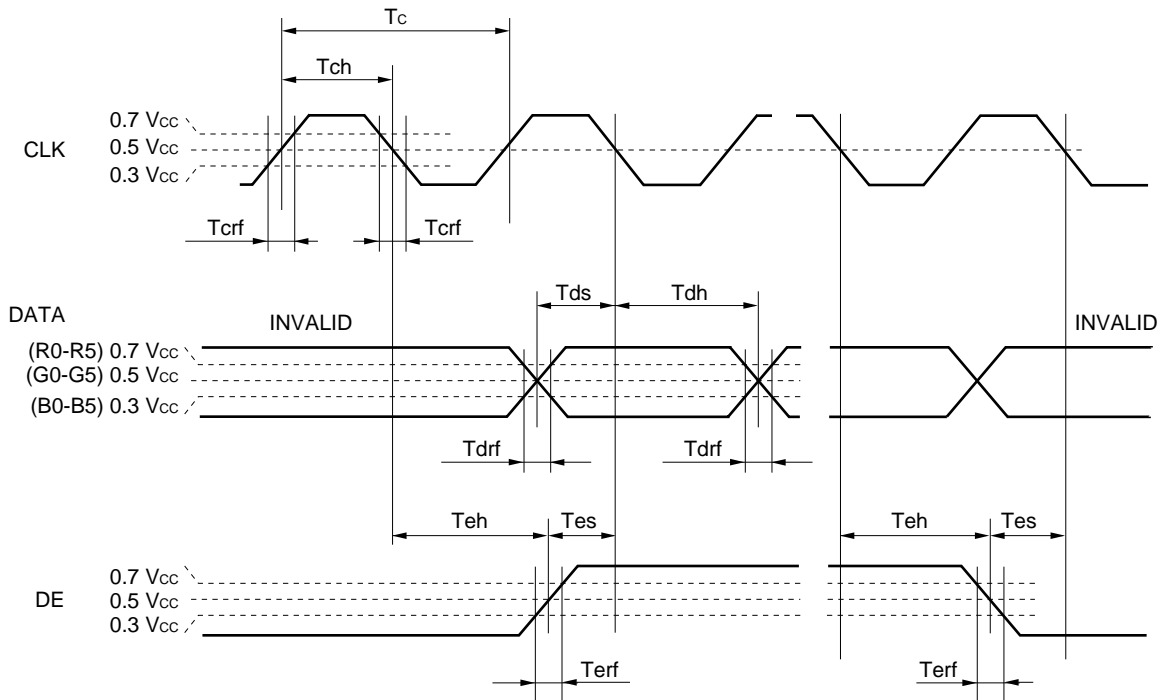 Tc
Tch
CLK
0.7 Vcc
0.5 Vcc
0.3 Vcc
Tcrf
Tcrf
Tds
Tdh
DATA
INVALID
INVALID
(R0-R5) 0.7 Vcc
(G0-G5) 0.5 Vcc
(B0-B5) 0.3 Vcc
Tdrf
Tdrf
Teh
Tes
Teh
Tes
DE
0.7 Vcc
0.5 Vcc
0.3 Vcc
Terf
Terf